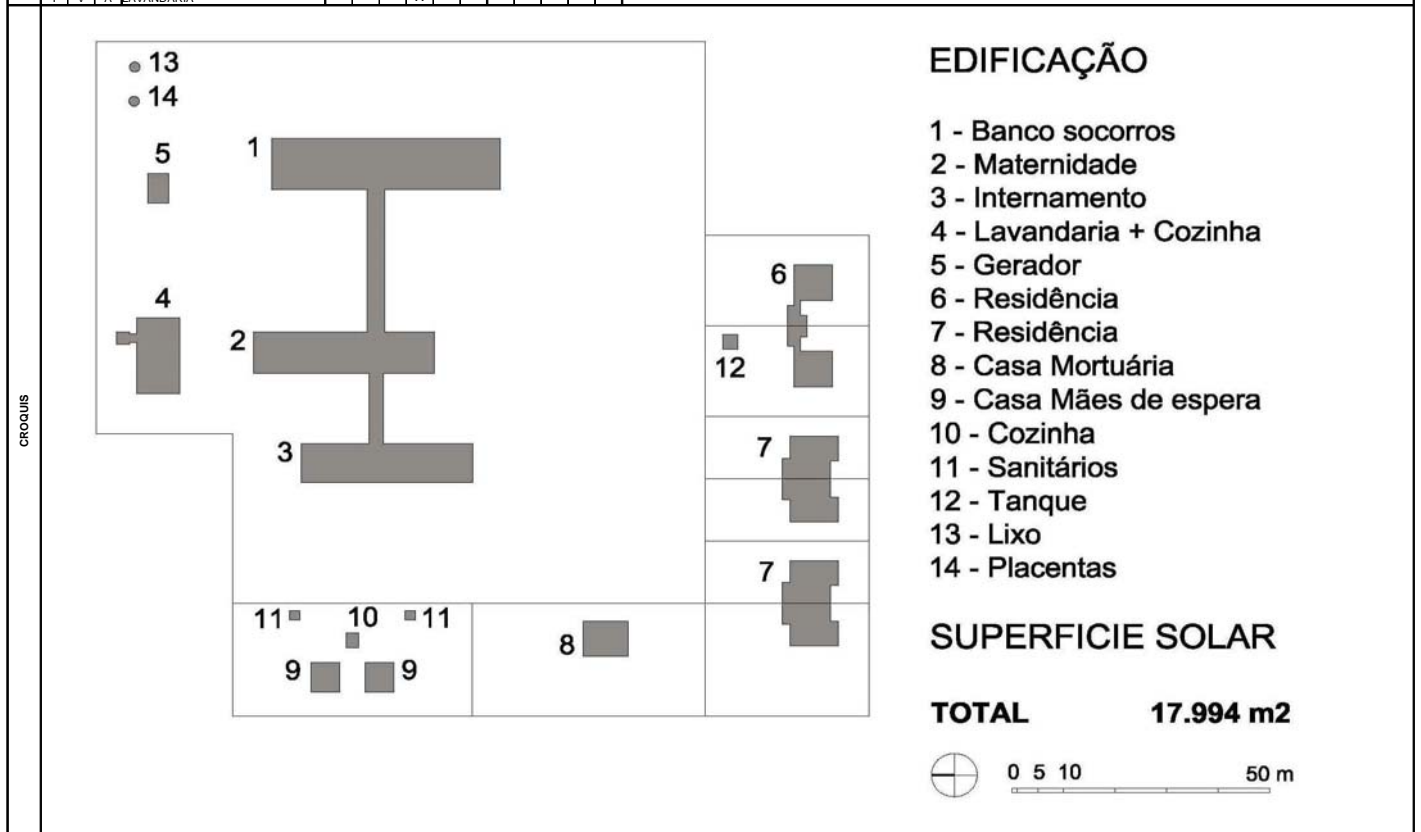 13
14
5
1
4
2
3
6
12
7
7
11
10
11
9
9
8
CROQUIS
EDIFICAÇÃO
1 - Banco socorros
2 - Maternidade
3 - Internamento
4 - Lavandaria + Cozinha
5 - Gerador
6 - Residência
7 - Residência
8 - Casa Mortuária
9 - Casa Mães de espera
10 - Cozinha
11 - Sanitários
12 - Tanque
13 - Lixo
14 - Placentas
SUPERFICIE SOLAR
TOTAL 17.994 m2
0 5 10 50 m